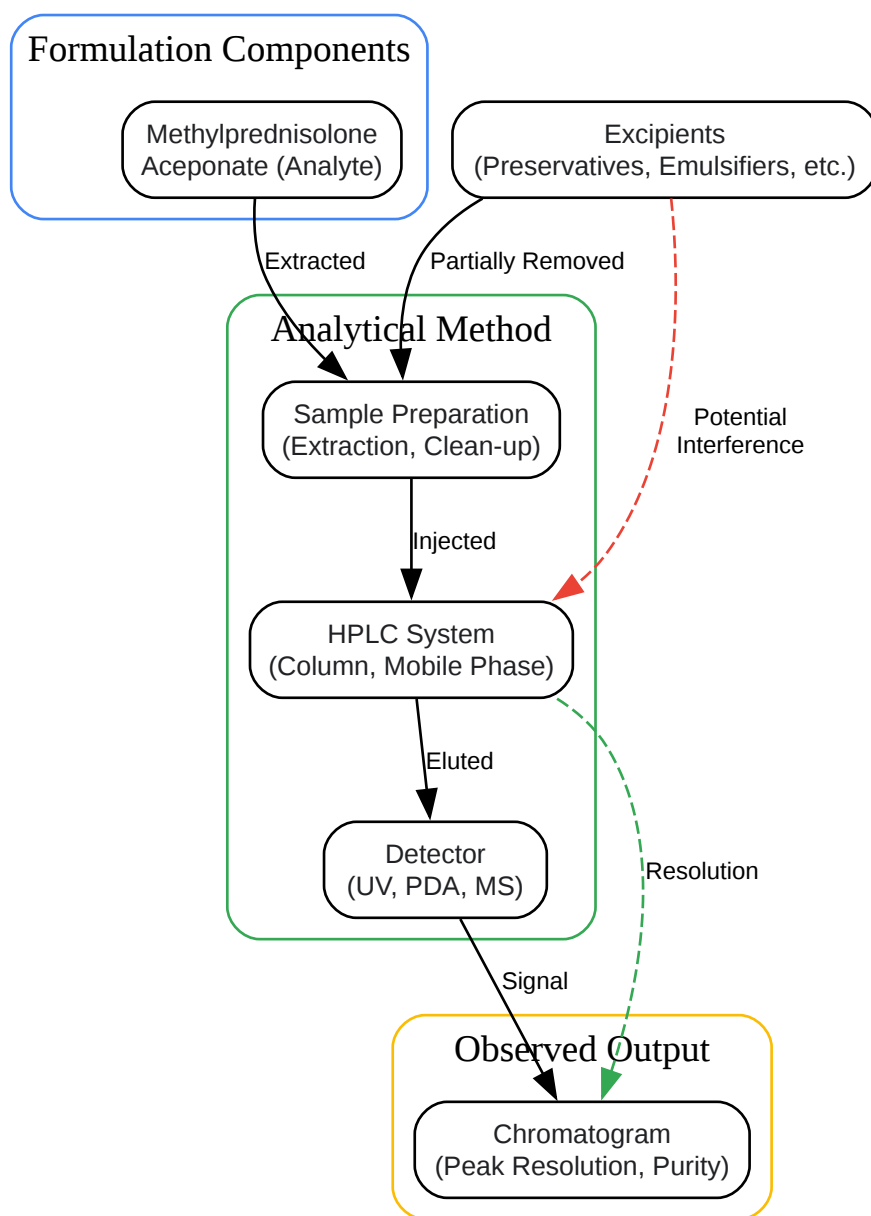 Formulation Components
Methylprednisolone
Aceponate (Analyte)
Excipients
(Preservatives, Emulsifiers, etc.)
Extracted
Partially Removed
Analytical Method
Sample Preparation
(Extraction, Clean-up)
Potential
Interference
Injected
HPLC System
(Column, Mobile Phase)
Eluted
Detector
(UV, PDA, MS)
Resolution
Signal
Observed Output
Chromatogram
(Peak Resolution, Purity)